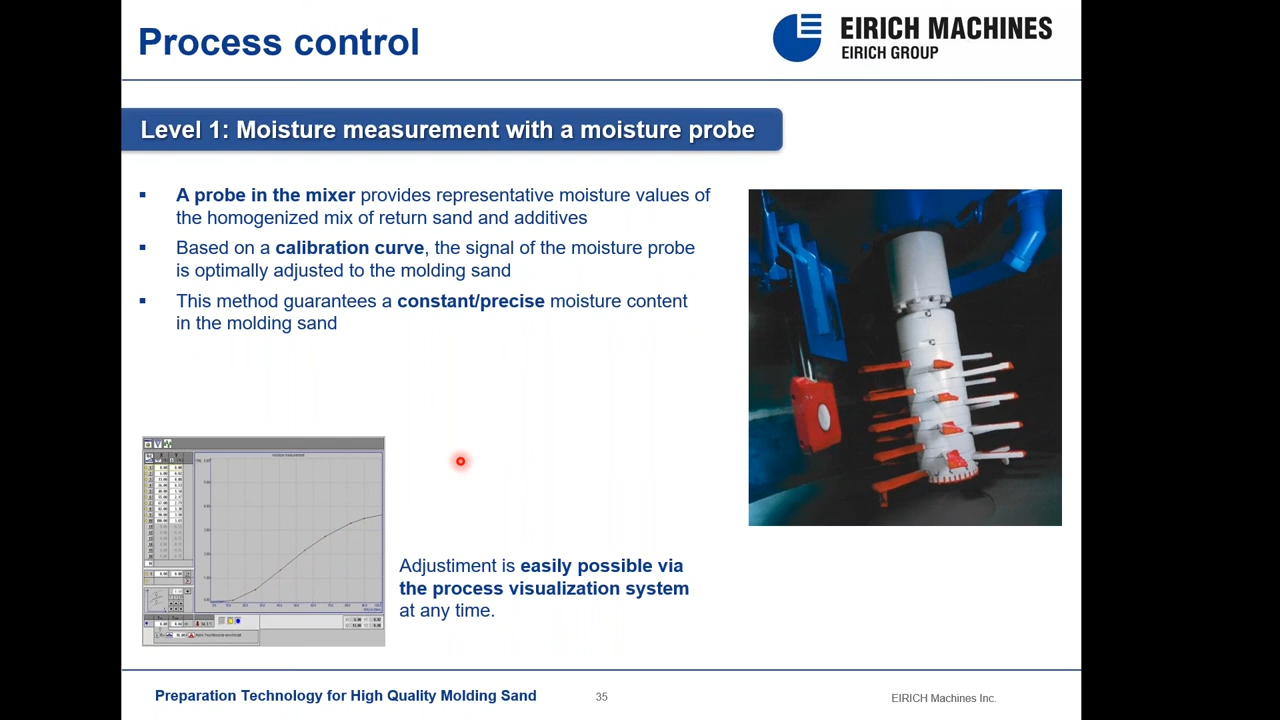 Process control
EIRICH MACHINES
EIRICH GROUP
Level 1: Moisture measurement with a moisture probe
A probe in the mixer provides representative moisture values of
the homogenized mix of return sand and additives
Based on a calibration curve, the signal of the moisture probe
is optimally adjusted to the molding sand
This method guarantees a constant/precise moisture content
in the molding sand
Adjustiment is easily possible via
the process visualization system
at any time.
Preparation Technology for High Quality Molding Sand
35
EIRICH Machines Inc.